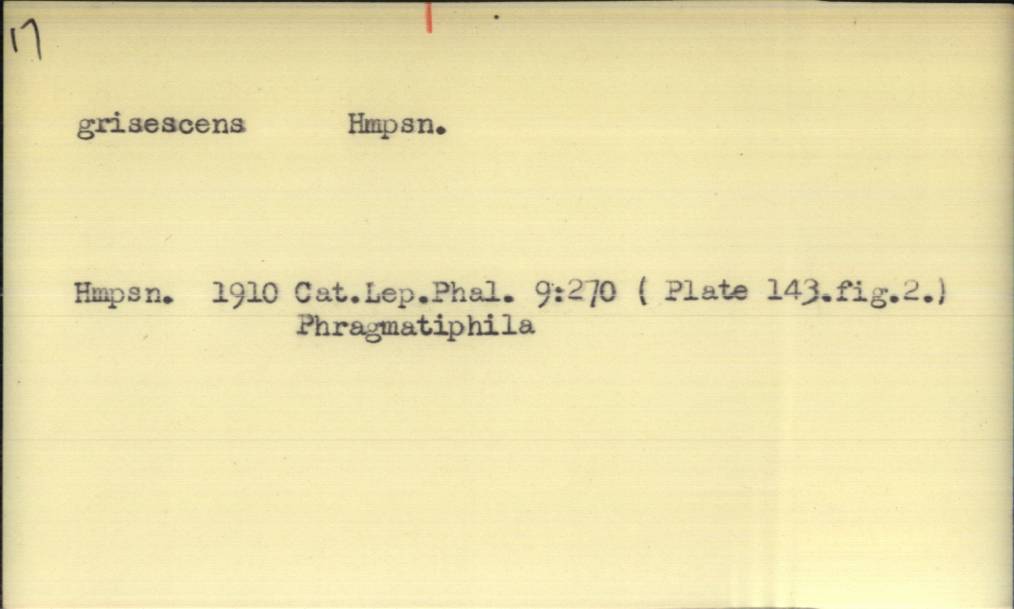 17
grisescens Hmpsn.
Hmpsn. 1910 Cat.Lep.Phal. 9:270 ( Plate 143.fig.2.)
Phragmatiphila